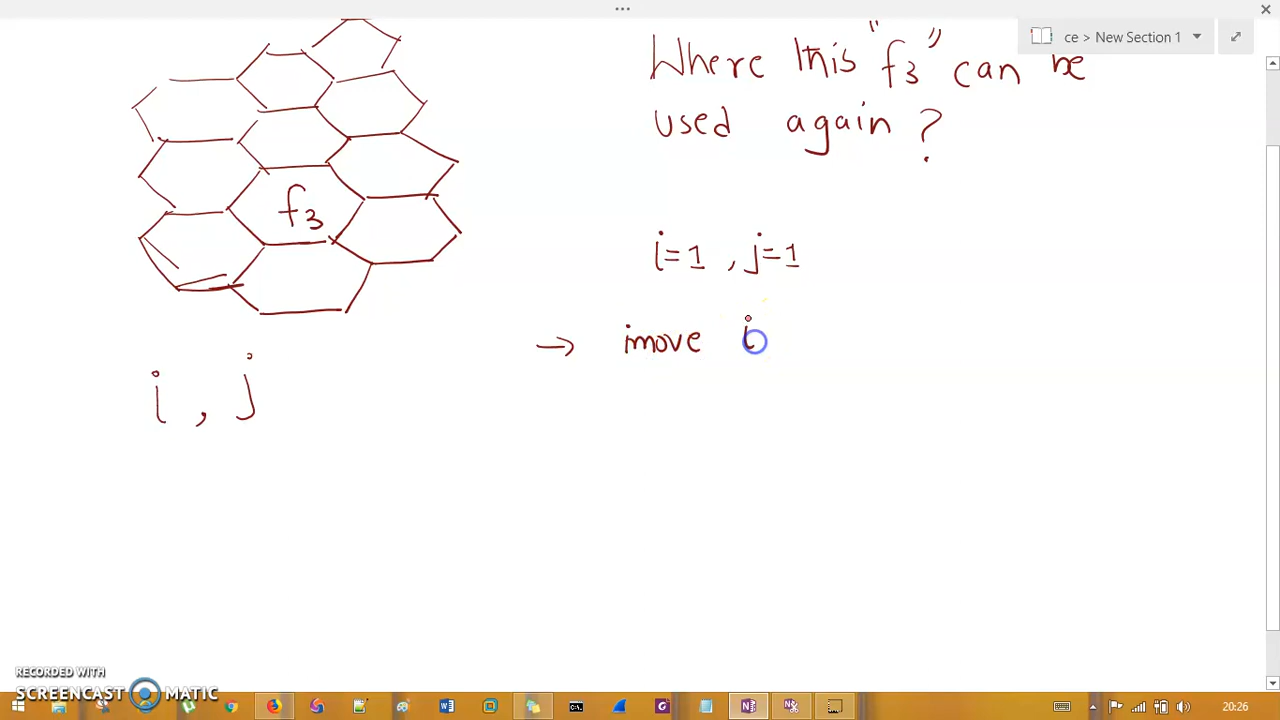 ...
ce > New Section 1
Where this "f3" can be
used again ?
f3
i=1 , j=1
→ imove i
i , j
RECORDED WITH
SCREENCAST MATIC
20:26